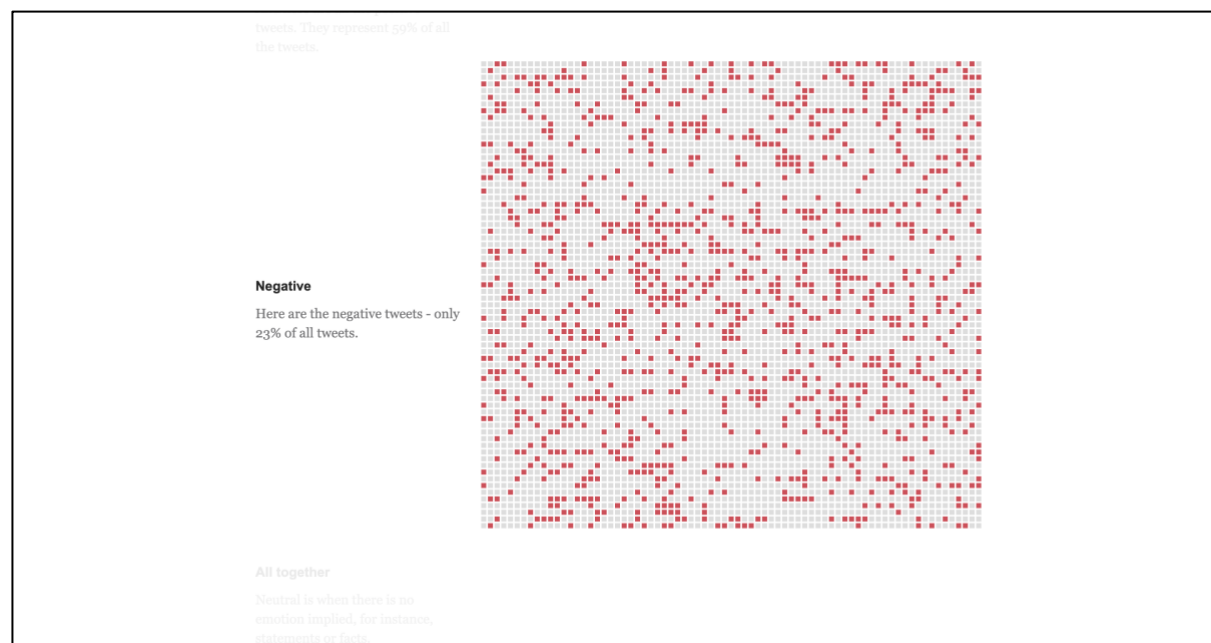 tweets. They represent 59% of all
the tweets.
Negative
Here are the negative tweets - only
23% of all tweets.
All together
Neutral is when there is no
emotion implied, for instance,
statements or facts.